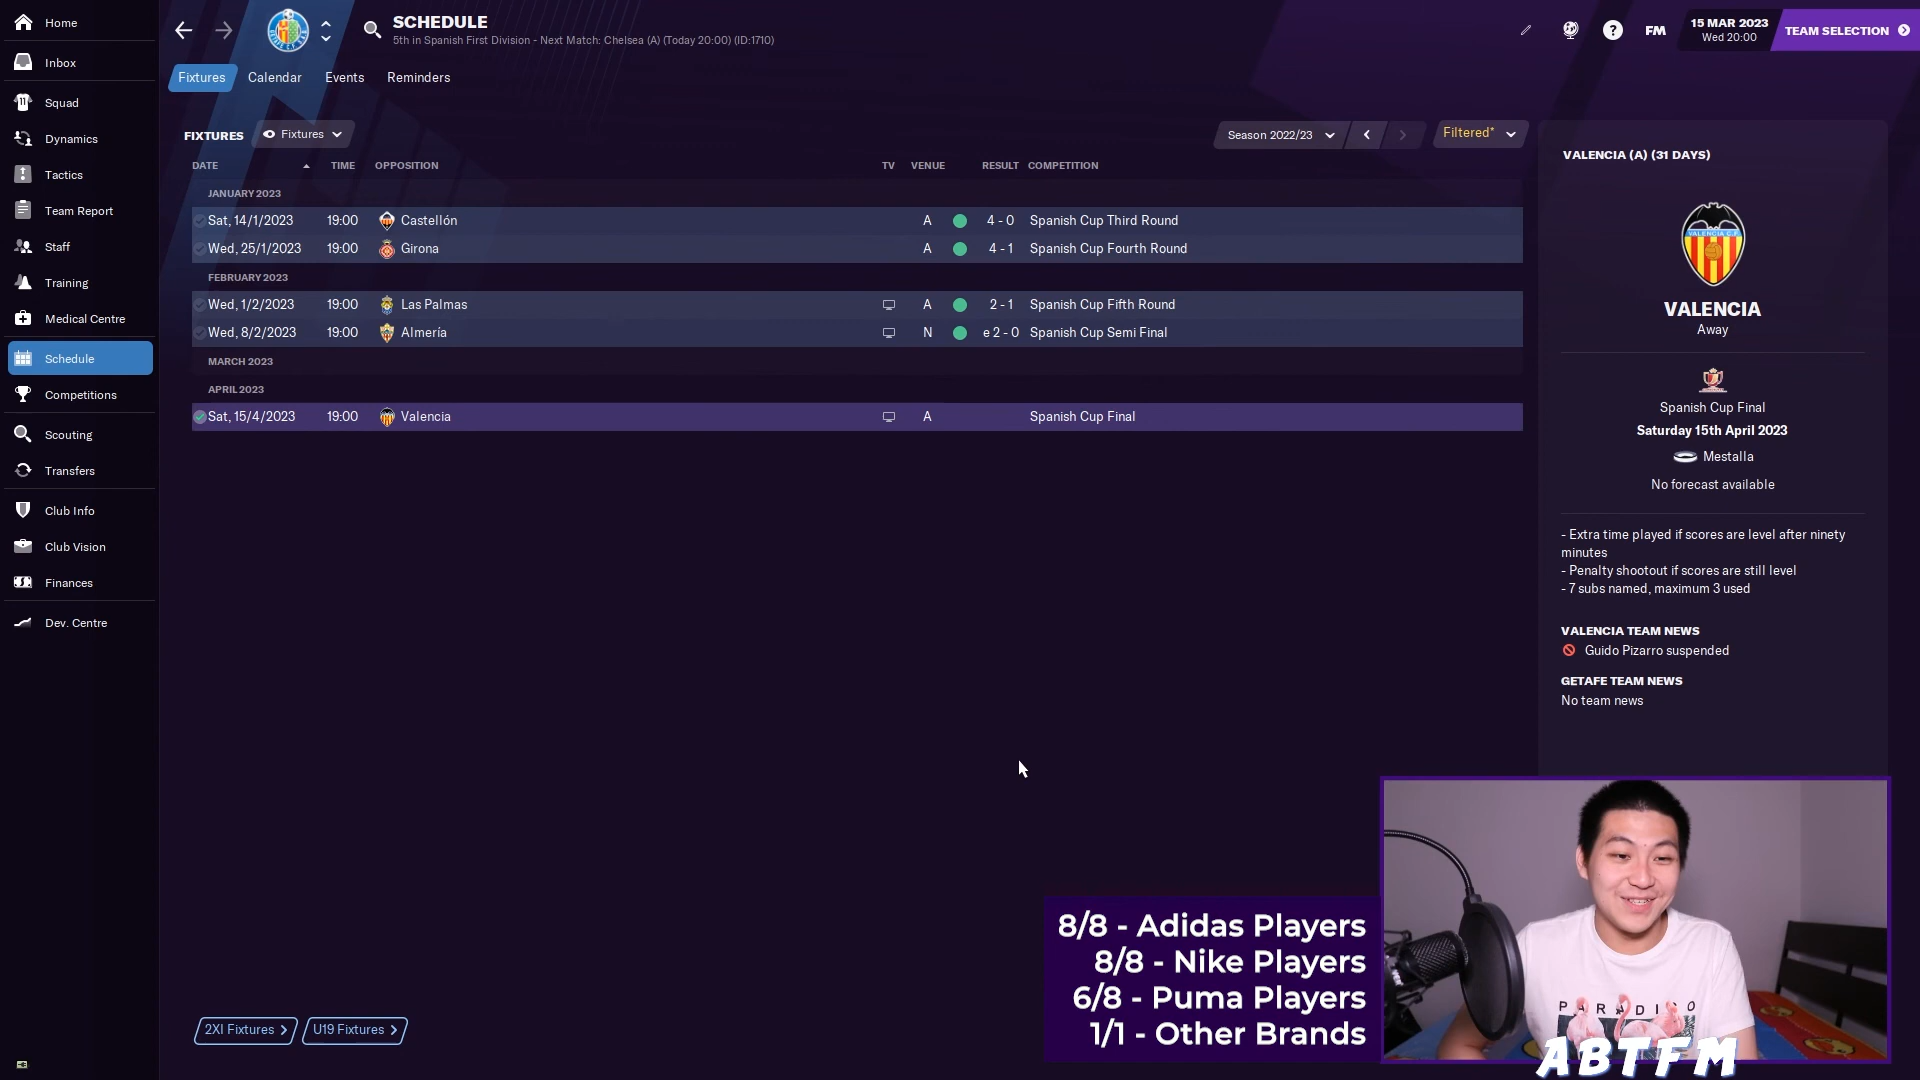 Home
Inbox
Squad
Dynamics
Tactics
Team Report
Staff
Training
Medical Centre
Schedule
Competitions
Scouting
Transfers
Club Info
Club Vision
Finances
Dev. Centre
SCHEDULE
5th in Spanish First Division - Next Match: Chelsea (A) (Today 20:00) (ID:1710)
FM
15 MAR 2023
Wed 20:00
TEAM SELECTION
Fixtures Calendar Events Reminders
FIXTURES Fixtures Season 2022/23 Filtered*
DATE TIME OPPOSITION TV VENUE RESULT COMPETITION
JANUARY 2023
Sat, 14/1/2023 19:00 Castellón A 4 - 0 Spanish Cup Third Round
Wed, 25/1/2023 19:00 Girona A 4 - 1 Spanish Cup Fourth Round
FEBRUARY 2023
Wed, 1/2/2023 19:00 Las Palmas A 2 - 1 Spanish Cup Fifth Round
Wed, 8/2/2023 19:00 Almería N e 2 - 0 Spanish Cup Semi Final
MARCH 2023
APRIL 2023
Sat, 15/4/2023 19:00 Valencia A Spanish Cup Final
2XI Fixtures
U19 Fixtures
VALENCIA (A) (31 DAYS)
VALENCIA C.F.
VALENCIA
Away
Spanish Cup Final
Saturday 15th April 2023
Mestalla
No forecast available
- Extra time played if scores are level after ninety
minutes
- Penalty shootout if scores are still level
- 7 subs named, maximum 3 used
VALENCIA TEAM NEWS
Guido Pizarro suspended
GETAFE TEAM NEWS
No team news
8/8 - Adidas Players
8/8 - Nike Players
6/8 - Puma Players
1/1 - Other Brands
PARADISO
ABTFM